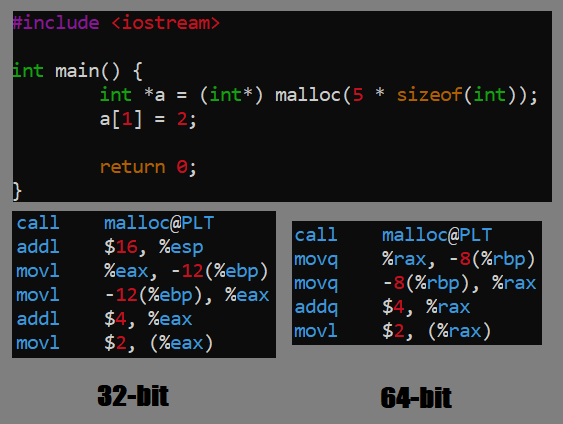 #include <iostream>
int main() {
int *a = (int*) malloc(5 * sizeof(int));
a[1] = 2;
return 0;
}
call malloc@PLT
addl $16, %esp
movl %eax, -12(%ebp)
movl -12(%ebp), %eax
addl $4, %eax
movl $2, (%eax)
32-bit
call malloc@PLT
movq %rax, -8(%rbp)
movq -8(%rbp), %rax
addq $4, %rax
movl $2, (%rax)
64-bit